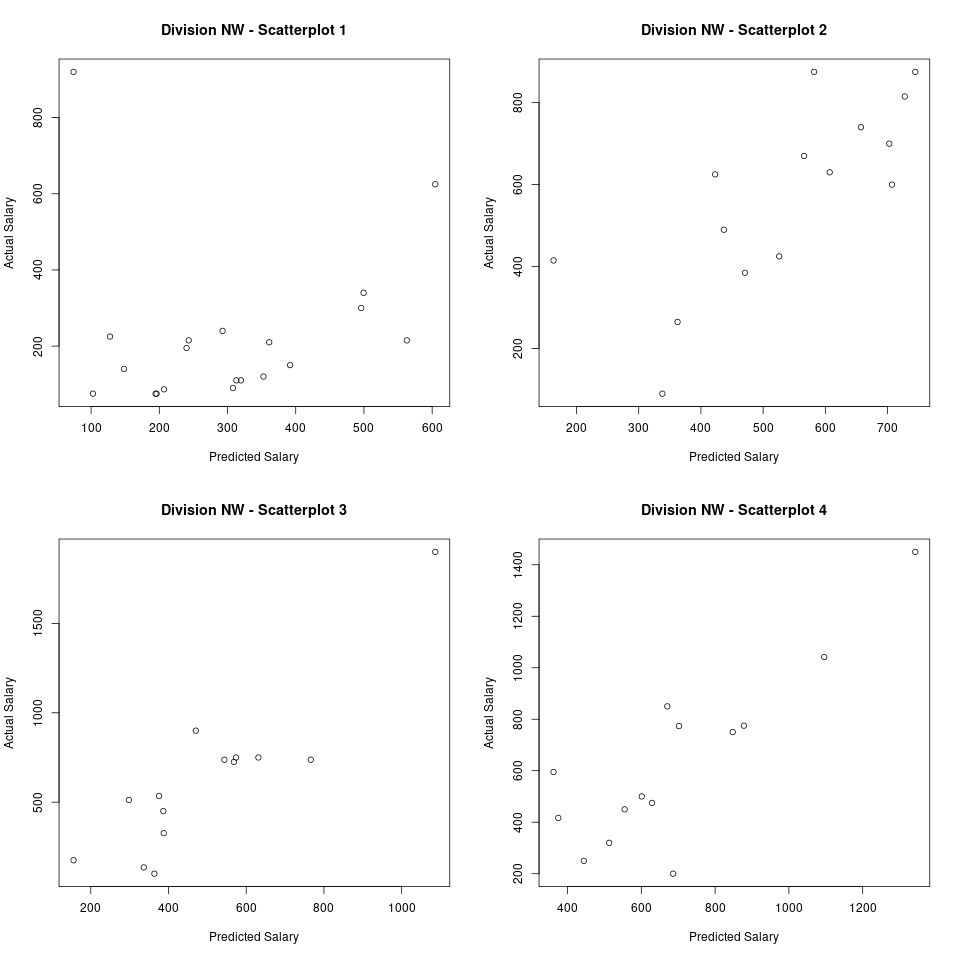 Division NW - Scatterplot 1
Actual Salary
800
600
400
200
100 200 300 400 500 600
Predicted Salary
Division NW - Scatterplot 2
Actual Salary
800
600
400
200
200 300 400 500 600 700
Predicted Salary
Division NW - Scatterplot 3
Actual Salary
1500
1000
500
200 400 600 800 1000
Predicted Salary
Division NW - Scatterplot 4
Actual Salary
1400
1200
1000
800
600
400
200
400 600 800 1000 1200
Predicted Salary